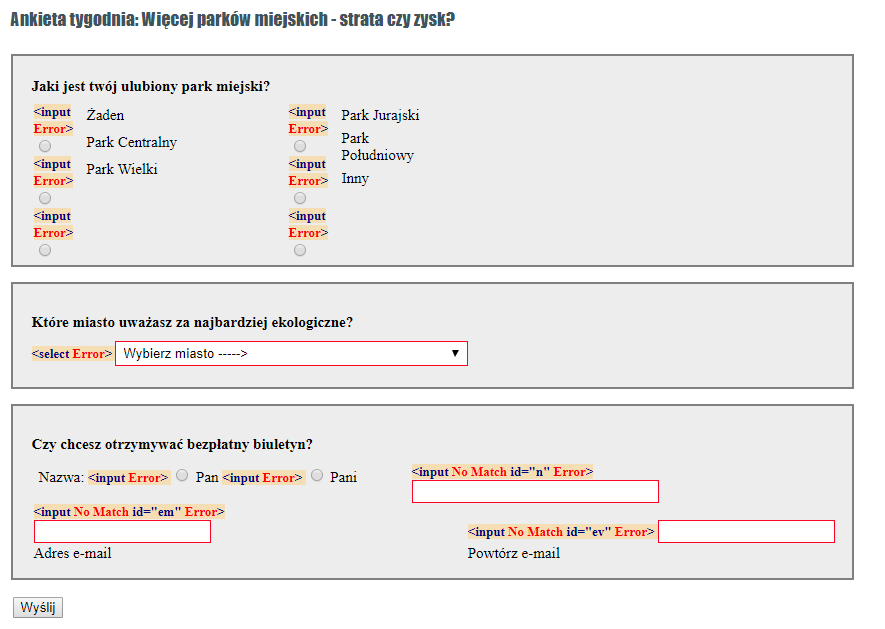 Ankieta tygodnia: Więcej parków miejskich - strata czy zysk?
Jaki jest twój ulubiony park miejski?
<input
Error>
<input
Error>
<input
Error>
Żaden
Park Centralny
Park Wielki
<input
Error>
<input
Error>
<input
Error>
Park Jurajski
Park
Południowy
Inny
Które miasto uważasz za najbardziej ekologiczne?
<select Error> Wybierz miasto -----> ▼
Czy chcesz otrzymywać bezpłatny biuletyn?
Nazwa: <input Error> Pan <input Error> Pani
<input No Match id="n" Error>
<input No Match id="em" Error>
Adres e-mail
<input No Match id="ev" Error>
Powtórz e-mail
Wyślij